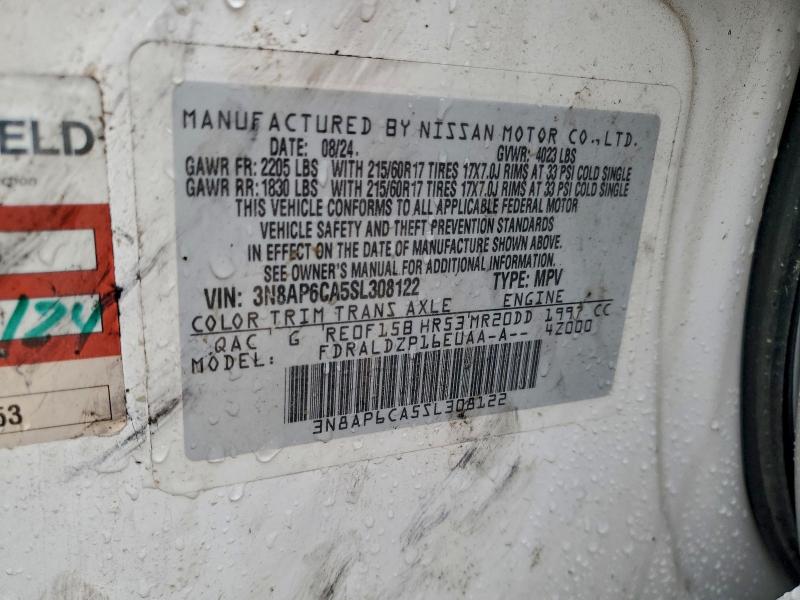 ELD
ction
124
53
MANUFACTURED BY NISSAN MOTOR CO., LTD.
DATE: 08/24. GVWR: 4023 LBS
GAWR FR: 2205 LBS WITH 215/60R17 TIRES 17X7.0J RIMS AT 33 PSI COLD SINGLE
GAWR RR: 1830 LBS WITH 215/60R17 TIRES 17X7.0J RIMS AT 33 PSI COLD SINGLE
THIS VEHICLE CONFORMS TO ALL APPLICABLE FEDERAL MOTOR
VEHICLE SAFETY AND THEFT PREVENTION STANDARDS
IN EFFECT ON THE DATE OF MANUFACTURE SHOWN ABOVE.
SEE OWNER'S MANUAL FOR ADDITIONAL INFORMATION
VIN: 3N8AP6CA5SL308122 TYPE: MPV
COLOR TRIM TRANS AXLE ENGINE
QAC G RE0F15B HR53 MR20DD 1997 CC
MODEL: FDRALDZP16EUAA-A-- 4Z000
3N8AP6CA5SL308122